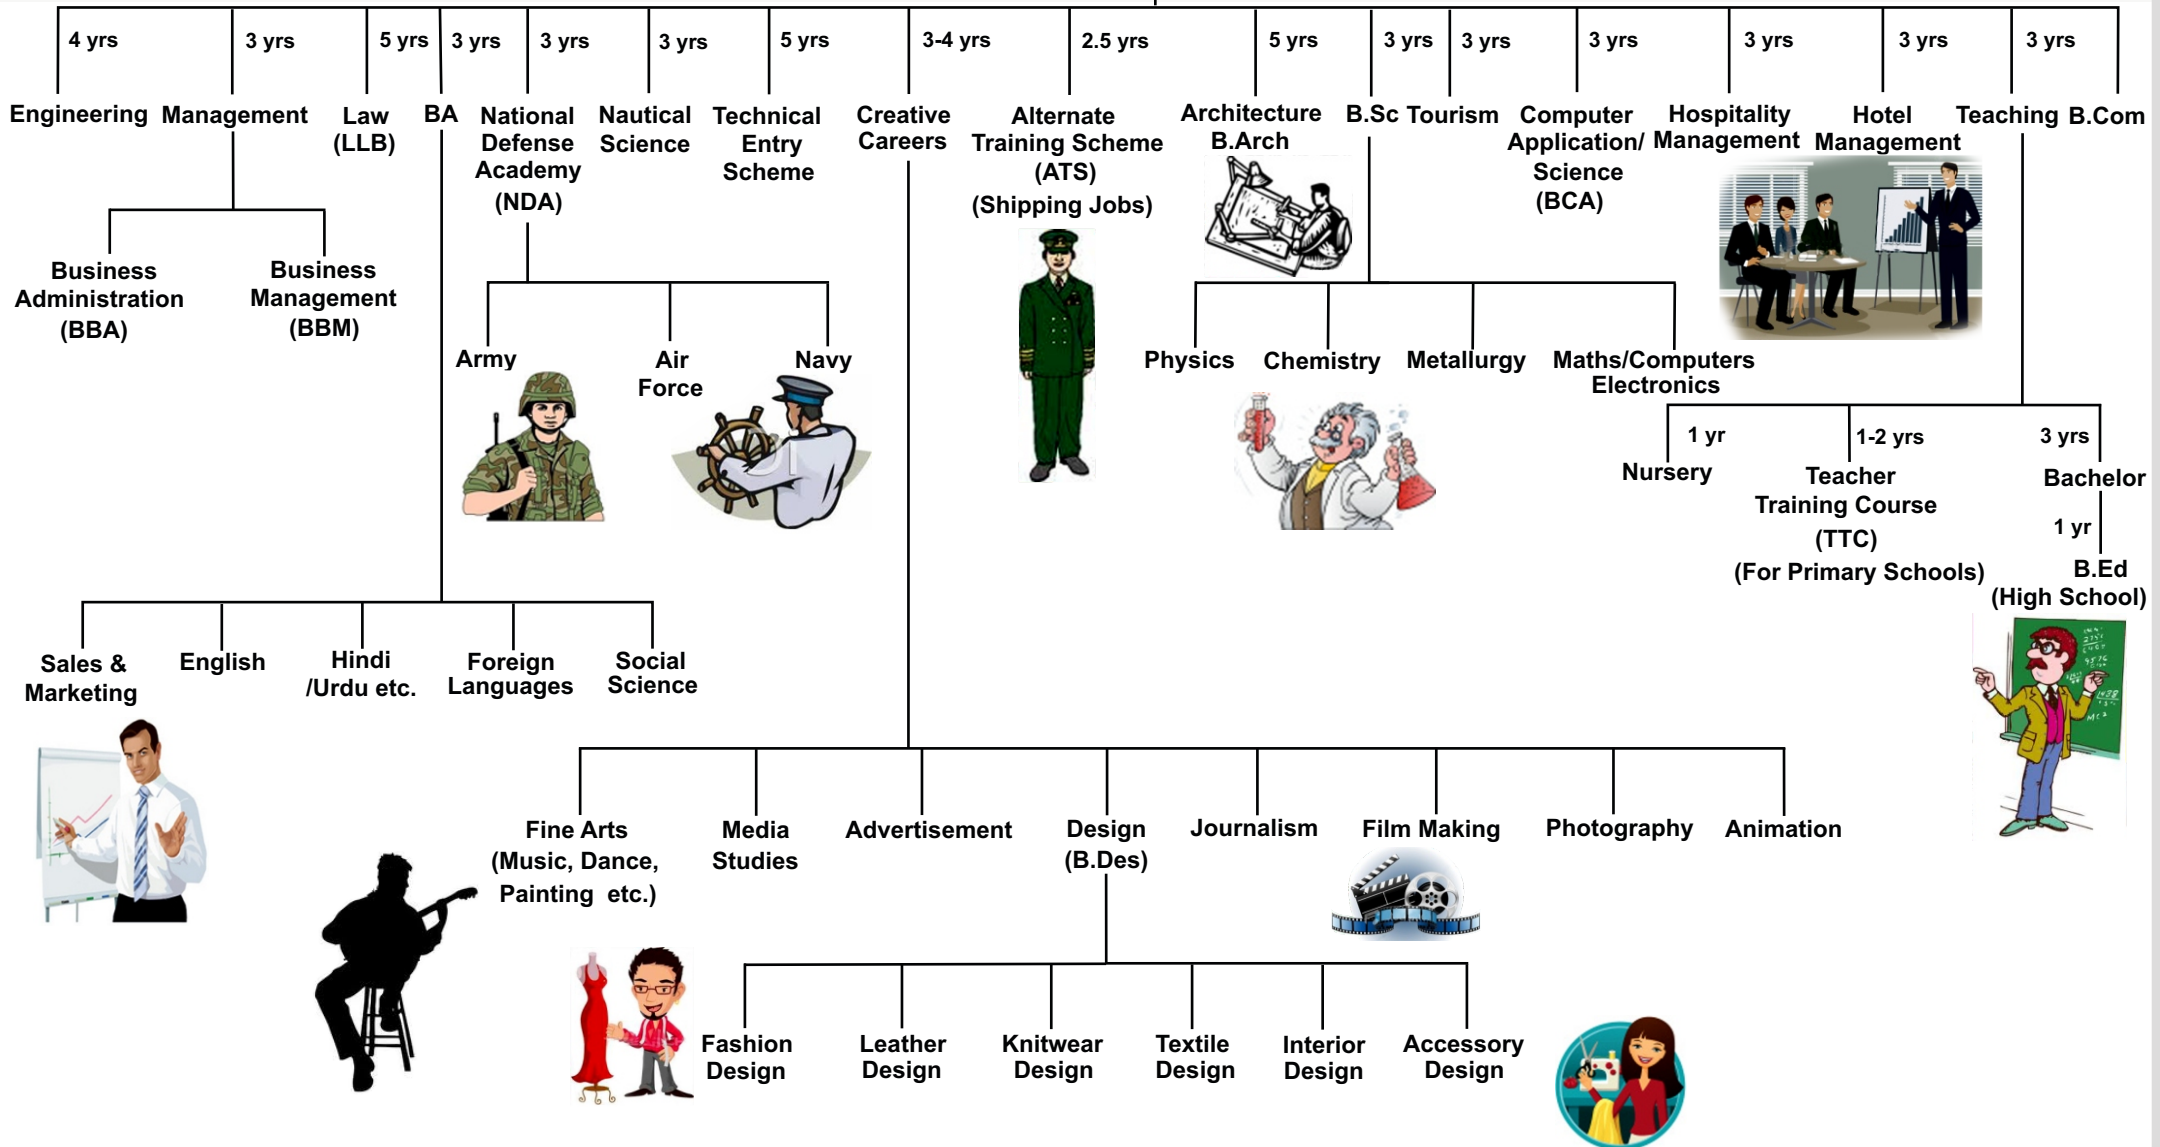 4 yrs
3 yrs
5 yrs
3 yrs
3 yrs
3 yrs
5 yrs
3-4 yrs
2.5 yrs
5 yrs
3 yrs
3 yrs
3 yrs
3 yrs
3 yrs
3 yrs
Engineering
Management
Law
(LLB)
BA
National
Defense
Academy
(NDA)
Nautical
Science
Technical
Entry
Scheme
Creative
Careers
Alternate
Training Scheme
(ATS)
(Shipping Jobs)
Architecture
B.Arch
B.Sc
Tourism
Computer
Application/
Science
(BCA)
Hospitality
Management
Hotel
Management
Teaching
B.Com
Business
Administration
(BBA)
Business
Management
(BBM)
Army
Air
Force
Navy
Physics
Chemistry
Metallurgy
Maths/Computers
Electronics
1 yr
Nursery
1-2 yrs
Teacher
Training Course
(TTC)
(For Primary Schools)
3 yrs
Bachelor
1 yr
B.Ed
(High School)
Sales &
Marketing
English
Hindi
/Urdu etc.
Foreign
Languages
Social
Science
Fine Arts
(Music, Dance,
Painting etc.)
Media
Studies
Advertisement
Design
(B.Des)
Journalism
Film Making
Photography
Animation
Fashion
Design
Leather
Design
Knitwear
Design
Textile
Design
Interior
Design
Accessory
Design